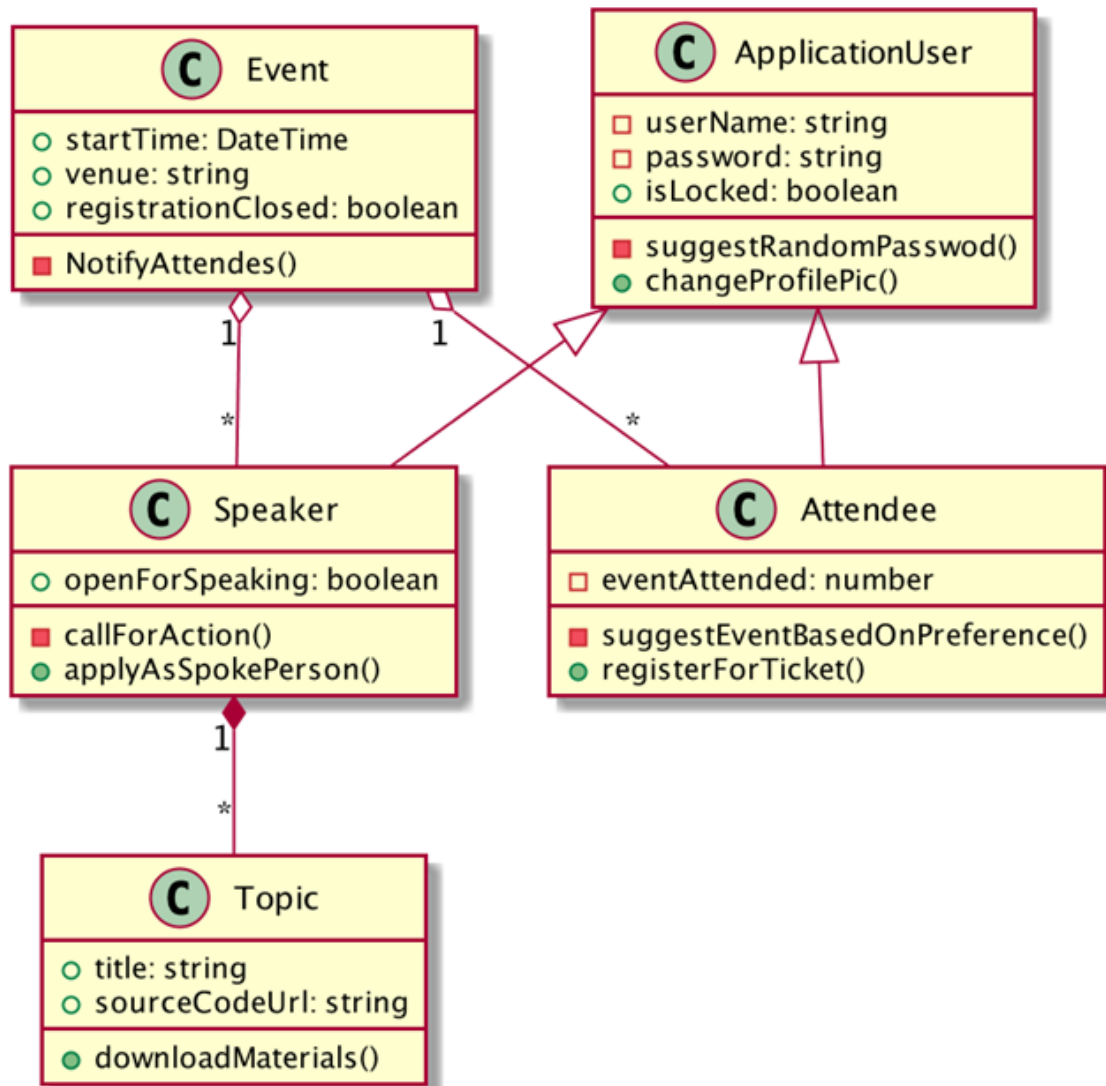 C Event
startTime: DateTime
venue: string
registrationClosed: boolean
NotifyAttendes()
C ApplicationUser
userName: string
password: string
isLocked: boolean
suggestRandomPasswod()
changeProfilePic()
1
1
*
*
C Speaker
openForSpeaking: boolean
callForAction()
applyAsSpokePerson()
C Attendee
eventAttended: number
suggestEventBasedOnPreference()
registerForTicket()
1
*
C Topic
title: string
sourceCodeUrl: string
downloadMaterials()